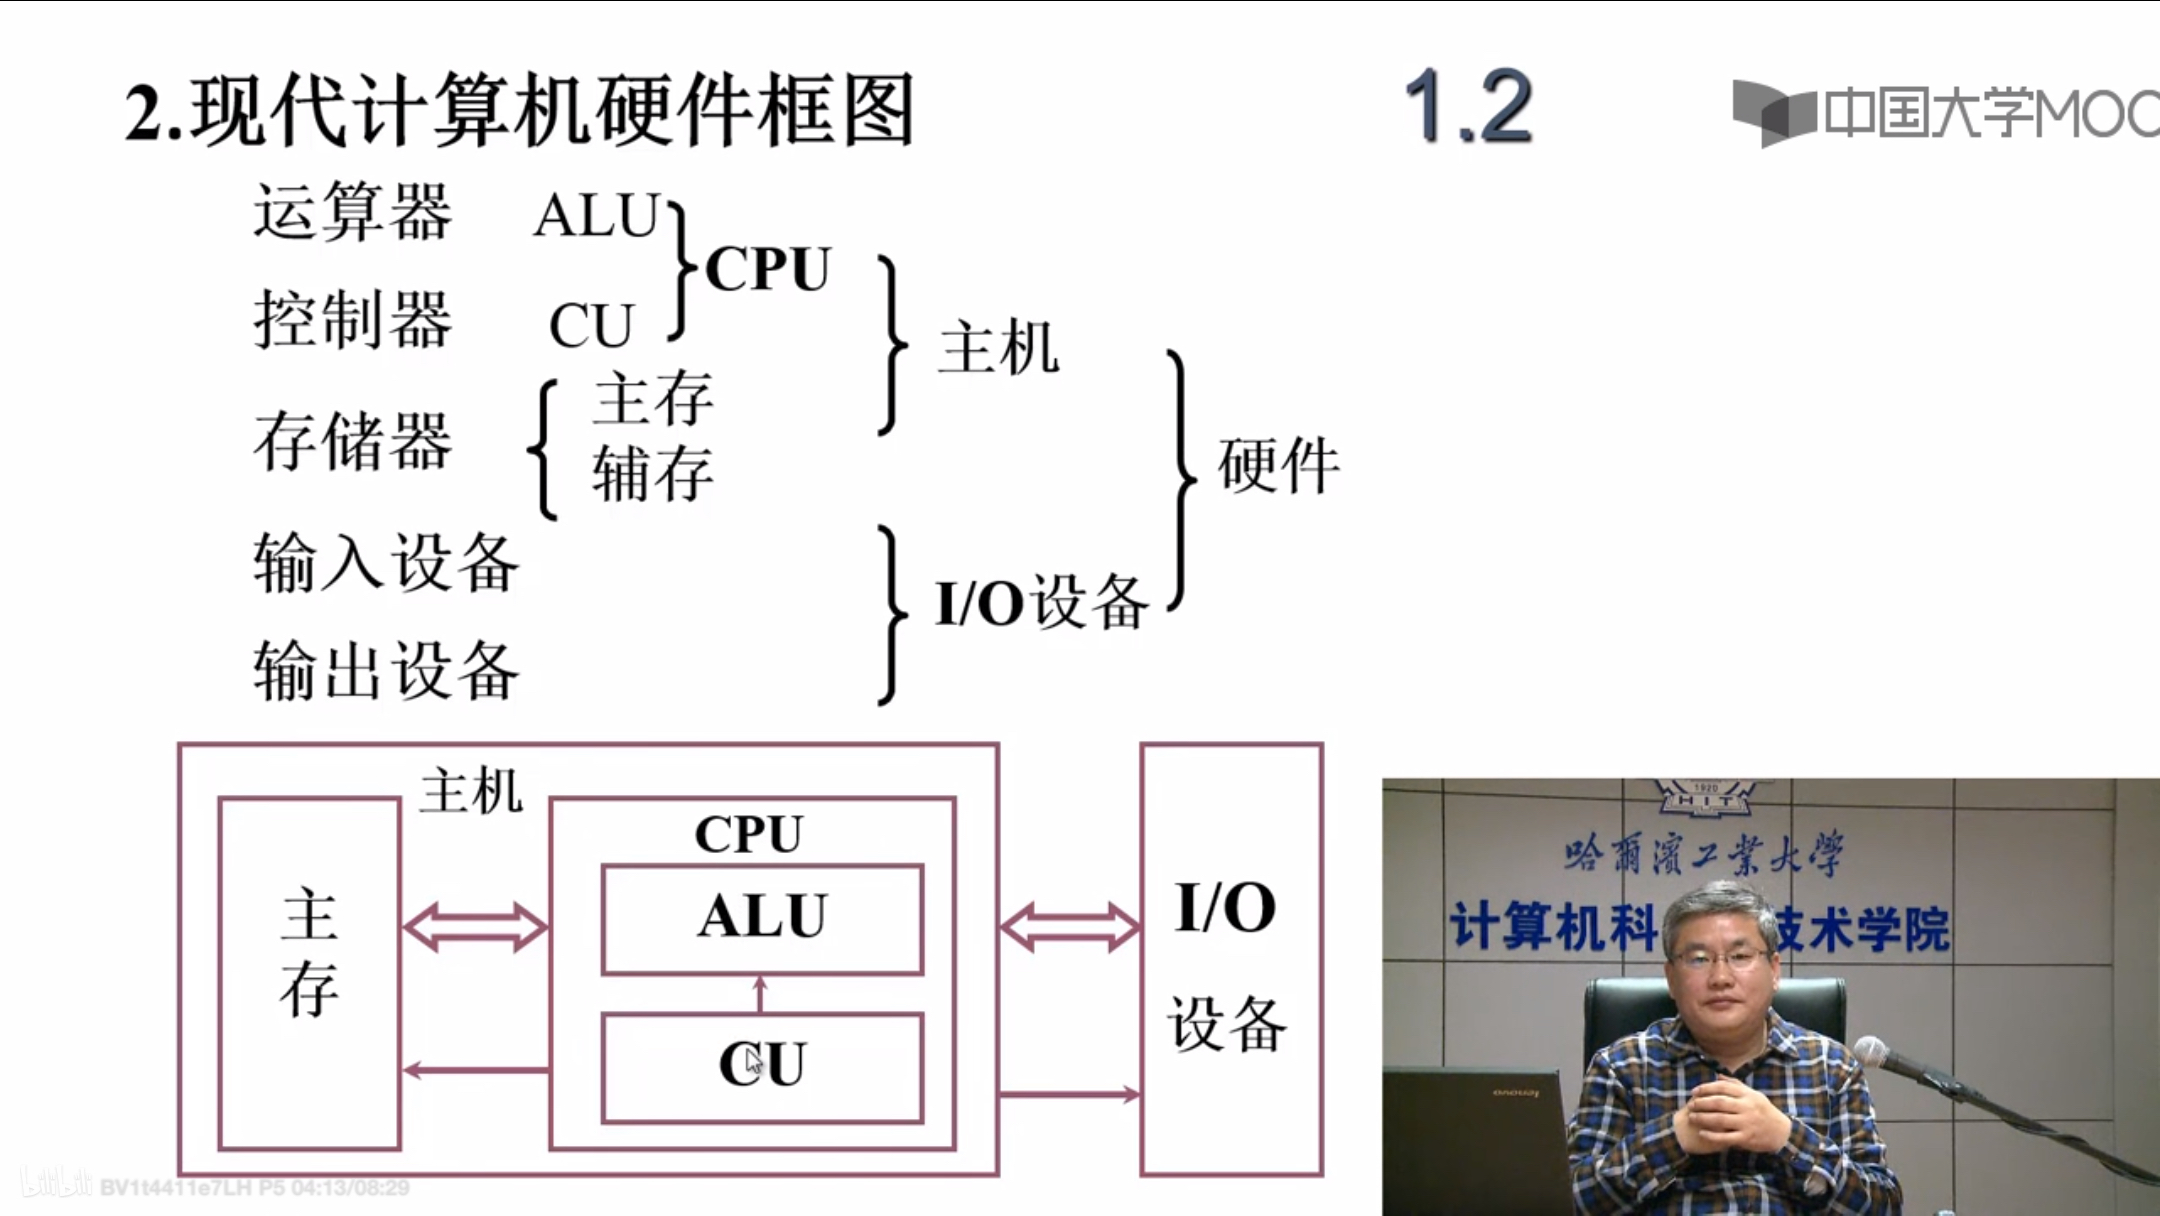 2.现代计算机硬件框图
1.2
中国大学MOO
运算器 ALU
CPU
控制器 CU
主机
存储器
主存
辅存
硬件
输入设备
I/O设备
输出设备
主机
主存
CPU
ALU
CU
I/O
设备
1920
HIT
哈爾濱工業大學
计算机科 技术学院
lenovo
bilibili BV1t4411e7LH P5 04:13/08:29